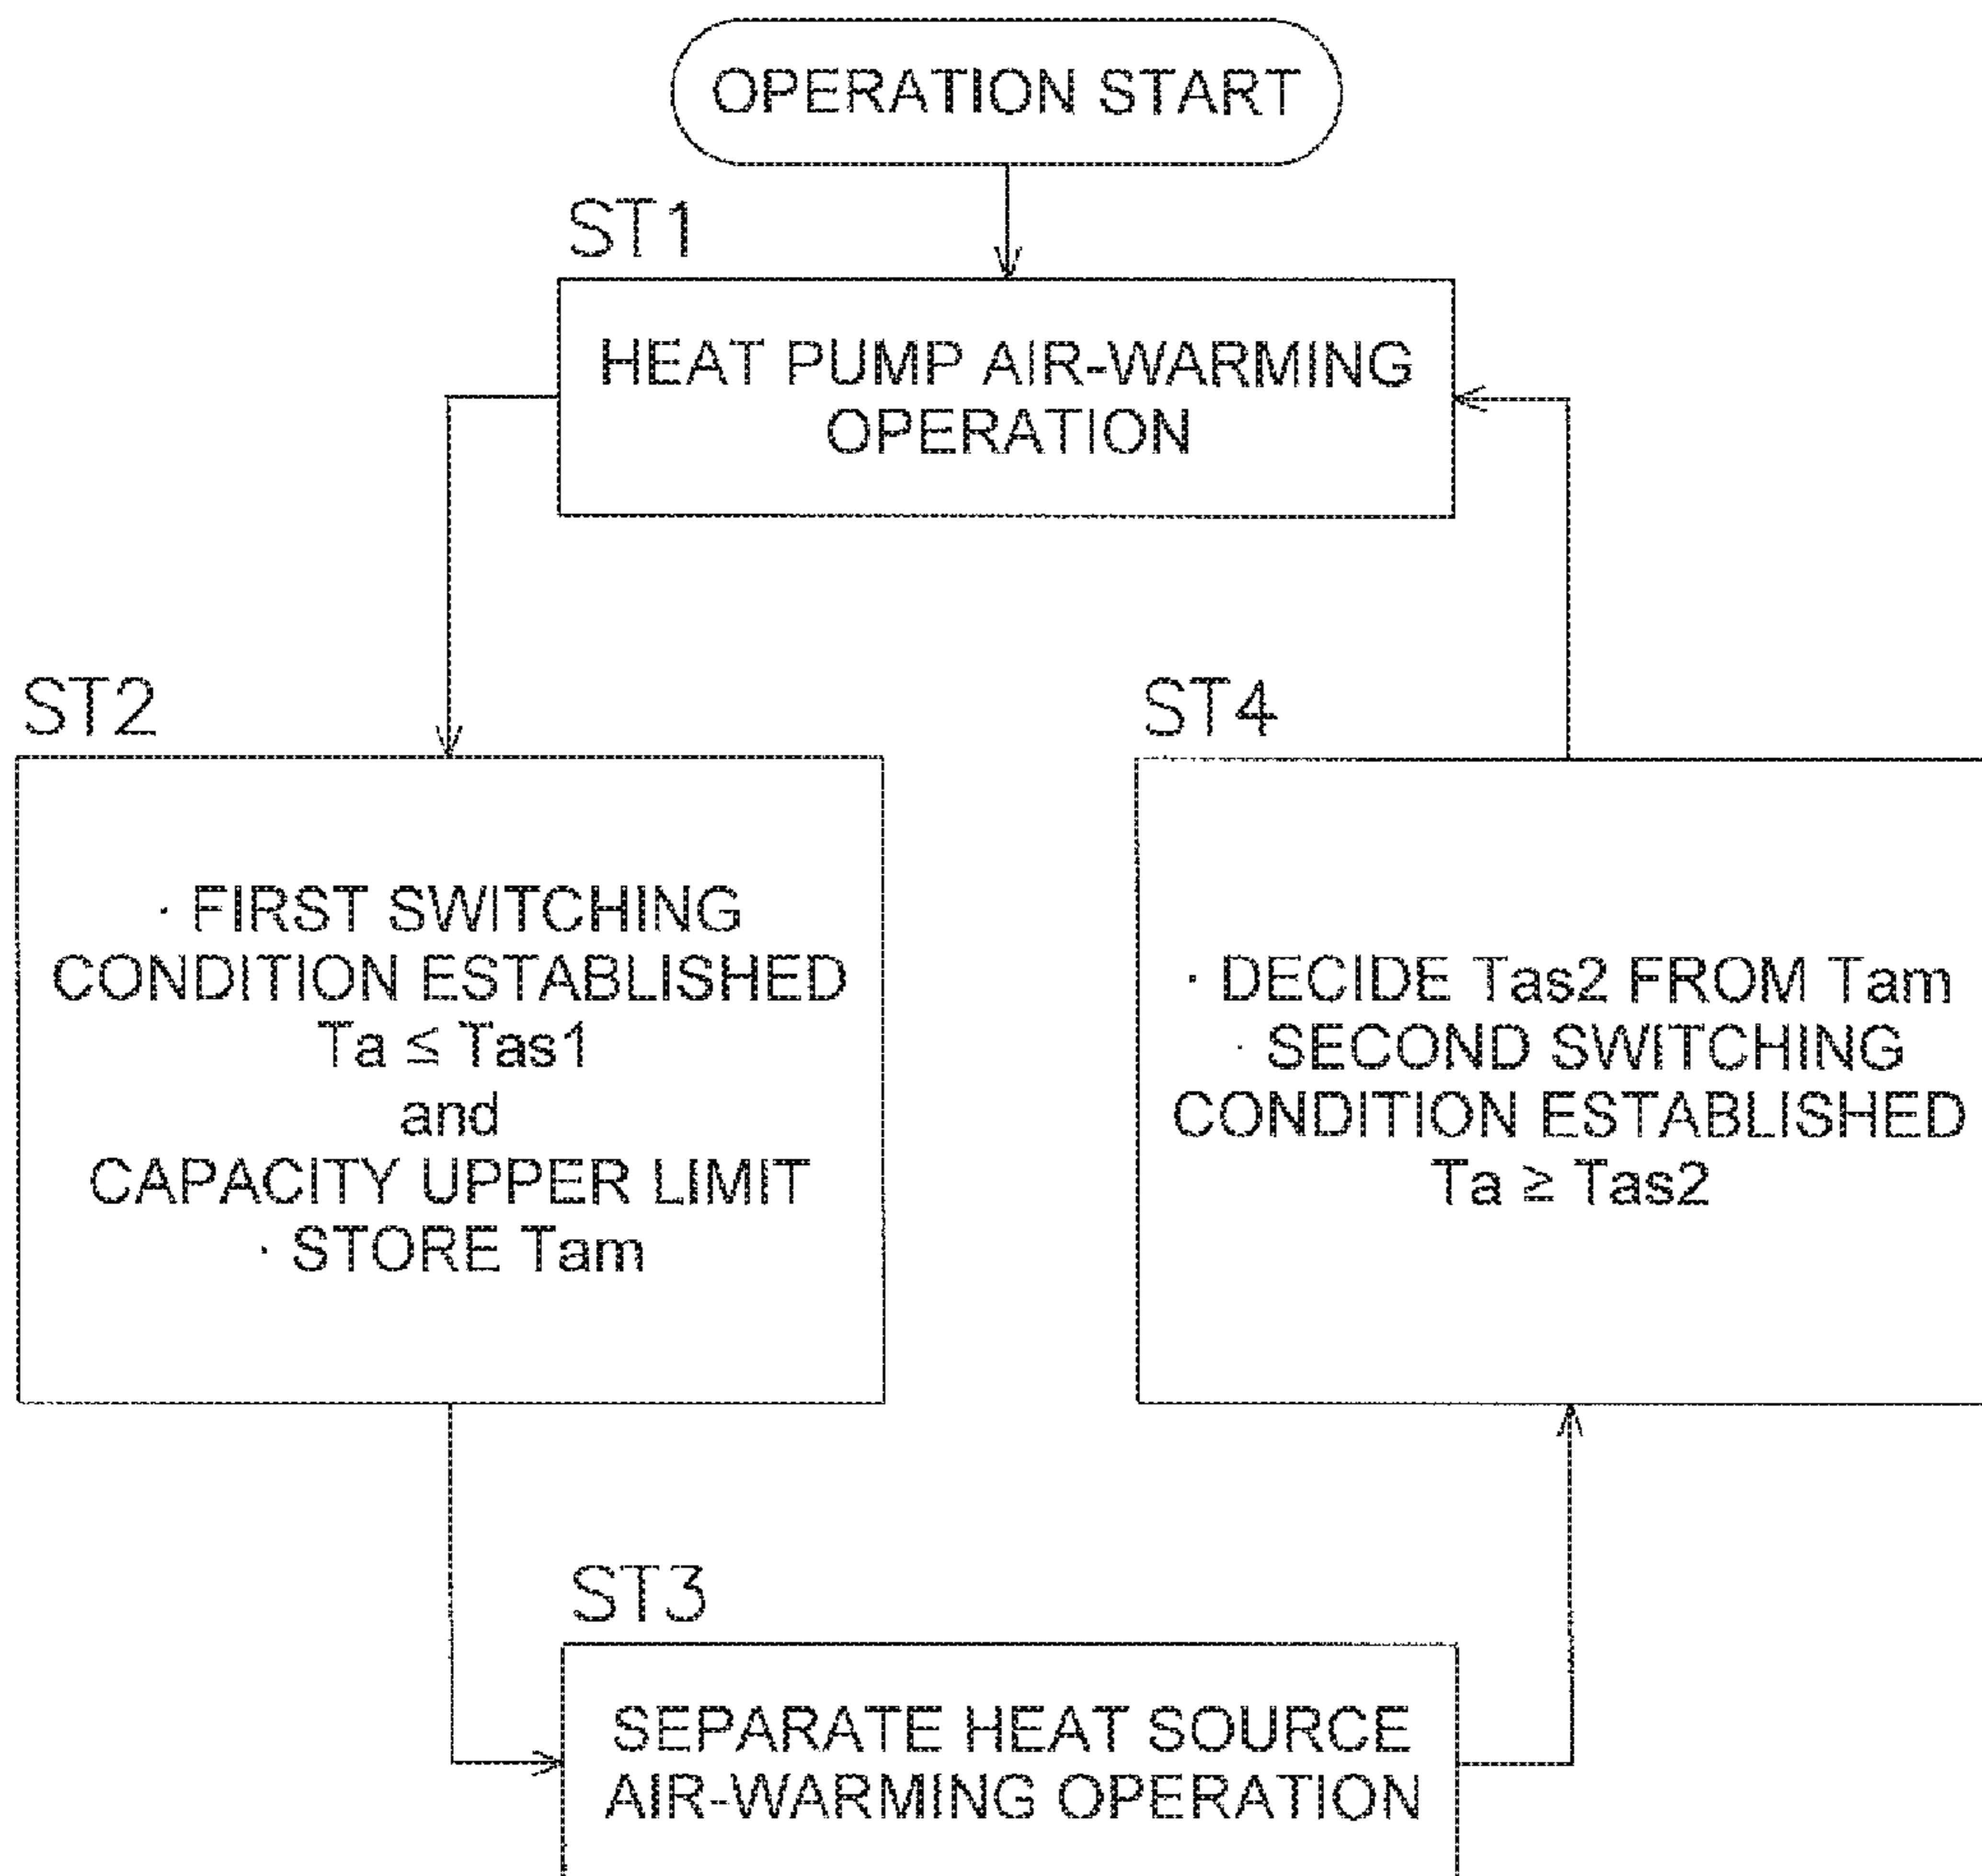 OPERATION START
ST1
HEAT PUMP AIR-WARMING
OPERATION
ST2
· FIRST SWITCHING
CONDITION ESTABLISHED
Ta ≤ Tas1
and
CAPACITY UPPER LIMIT
· STORE Tam
ST4
· DECIDE Tas2 FROM Tam
· SECOND SWITCHING
CONDITION ESTABLISHED
Ta ≥ Tas2
ST3
SEPARATE HEAT SOURCE
AIR-WARMING OPERATION